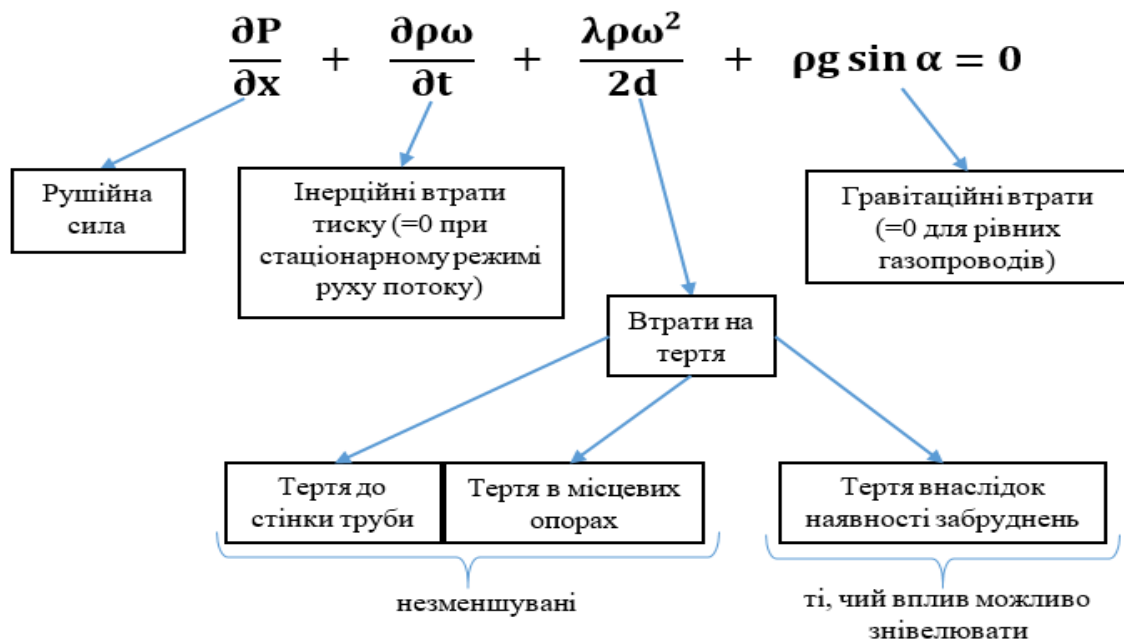 ∂P/∂x + ∂ρω/∂t + λρω²/2d + ρg sin α = 0
Рушійна
сила
Інерційні втрати
тиску (=0 при
стаціонарному режимі
руху потоку)
Гравітаційні втрати
(=0 для рівних
газопроводів)
Втрати на
тертя
Тертя до
стінки труби
Тертя в місцевих
опорах
Тертя внаслідок
наявності забруднень
незменшувані
ті, чий вплив можливо
знівелювати